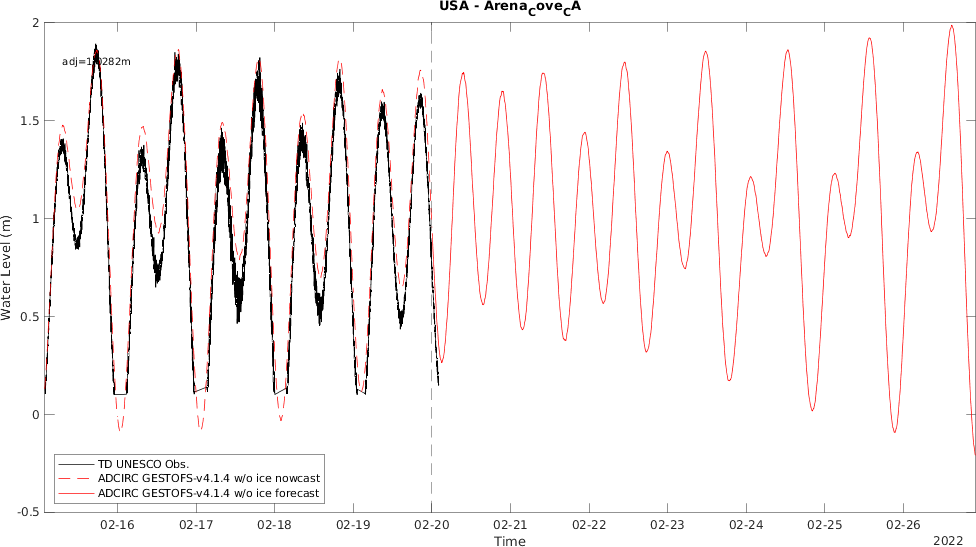 USA - ArenaCoveCA
adj=1.0282m
2
1.5
1
0.5
0
-0.5
Water Level (m)
TD UNESCO Obs.
ADCIRC GESTOFS-v4.1.4 w/o ice nowcast
ADCIRC GESTOFS-v4.1.4 w/o ice forecast
02-16 02-17 02-18 02-19 02-20 02-21 02-22 02-23 02-24 02-25 02-26
Time
2022